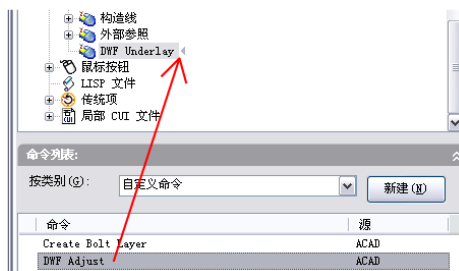 构造线
外部参照
DWF Underlay
鼠标按钮
LISP 文件
传统项
局部 CUI 文件
命令列表:
按类别(G): 自定义命令 新建(N)
命令 源
Create Bolt Layer ACAD
DWF Adjust ACAD